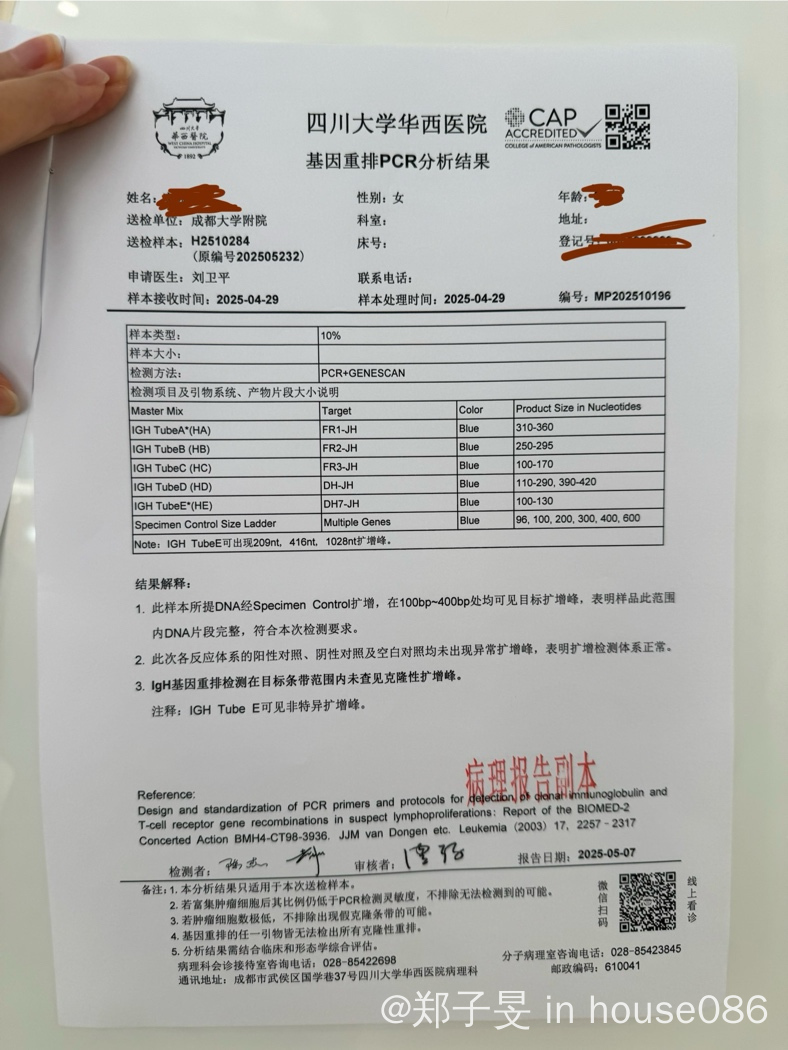 四川大學
華西醫院
WEST CHINA HOSPITAL
1892
四川大学华西医院
基因重排PCR分析结果
CAP
ACCREDITED
COLLEGE of AMERICAN PATHOLOGISTS
姓名: 性别: 女 年龄:
送检单位: 成都大学附院 科室: 地址:
送检样本: H2510284 床号: 登记号:
(原编号202505232)
申请医生: 刘卫平 联系电话:
样本接收时间: 2025-04-29 样本处理时间: 2025-04-29 编号: MP202510196
样本类型: 10%
样本大小:
检测方法: PCR+GENESCAN
检测项目及引物系统、产物片段大小说明
Master Mix Target Color Product Size in Nucleotides
IGH TubeA*(HA) FR1-JH Blue 310-360
IGH TubeB (HB) FR2-JH Blue 250-295
IGH TubeC (HC) FR3-JH Blue 100-170
IGH TubeD (HD) DH-JH Blue 110-290, 390-420
IGH TubeE*(HE) DH7-JH Blue 100-130
Specimen Control Size Ladder Multiple Genes Blue 96, 100, 200, 300, 400, 600
Note: IGH TubeE可出现209nt, 416nt, 1028nt扩增峰。
结果解释:
1. 此样本所提DNA经Specimen Control扩增，在100bp~400bp处均可见目标扩增峰，表明样品此范围
内DNA片段完整，符合本次检测要求。
2. 此次各反应体系的阳性对照、阴性对照及空白对照均未出现异常扩增峰，表明扩增检测体系正常。
3. IgH基因重排检测在目标条带范围内未查见克隆性扩增峰。
注释: IGH Tube E可见非特异扩增峰。
病理报告副本
Reference:
Design and standardization of PCR primers and protocols for detection of clonal immunoglobulin and
T-cell receptor gene recombinations in suspect lymphoproliferations: Report of the BIOMED-2
Concerted Action BMH4-CT98-3936. JJM van Dongen etc. Leukemia (2003) 17, 2257-2317
检测者: 审核者: 报告日期: 2025-05-07
备注: 1. 本分析结果只适用于本次送检样本。
2. 若富集肿瘤细胞后其比例仍低于PCR检测灵敏度，不排除无法检测到的可能。
3. 若肿瘤细胞数极低，不排除出现假克隆条带的可能。
4. 基因重排的任一引物皆无法检出所有克隆性重排。
5. 分析结果需结合临床和形态学综合评估。
微信扫码
线上看诊
病理科会诊接待室咨询电话: 028-85422698 分子病理室咨询电话: 028-85423845
通讯地址: 成都市武侯区国学巷37号四川大学华西医院病理科 邮政编码: 610041
@郑子旻 in house086